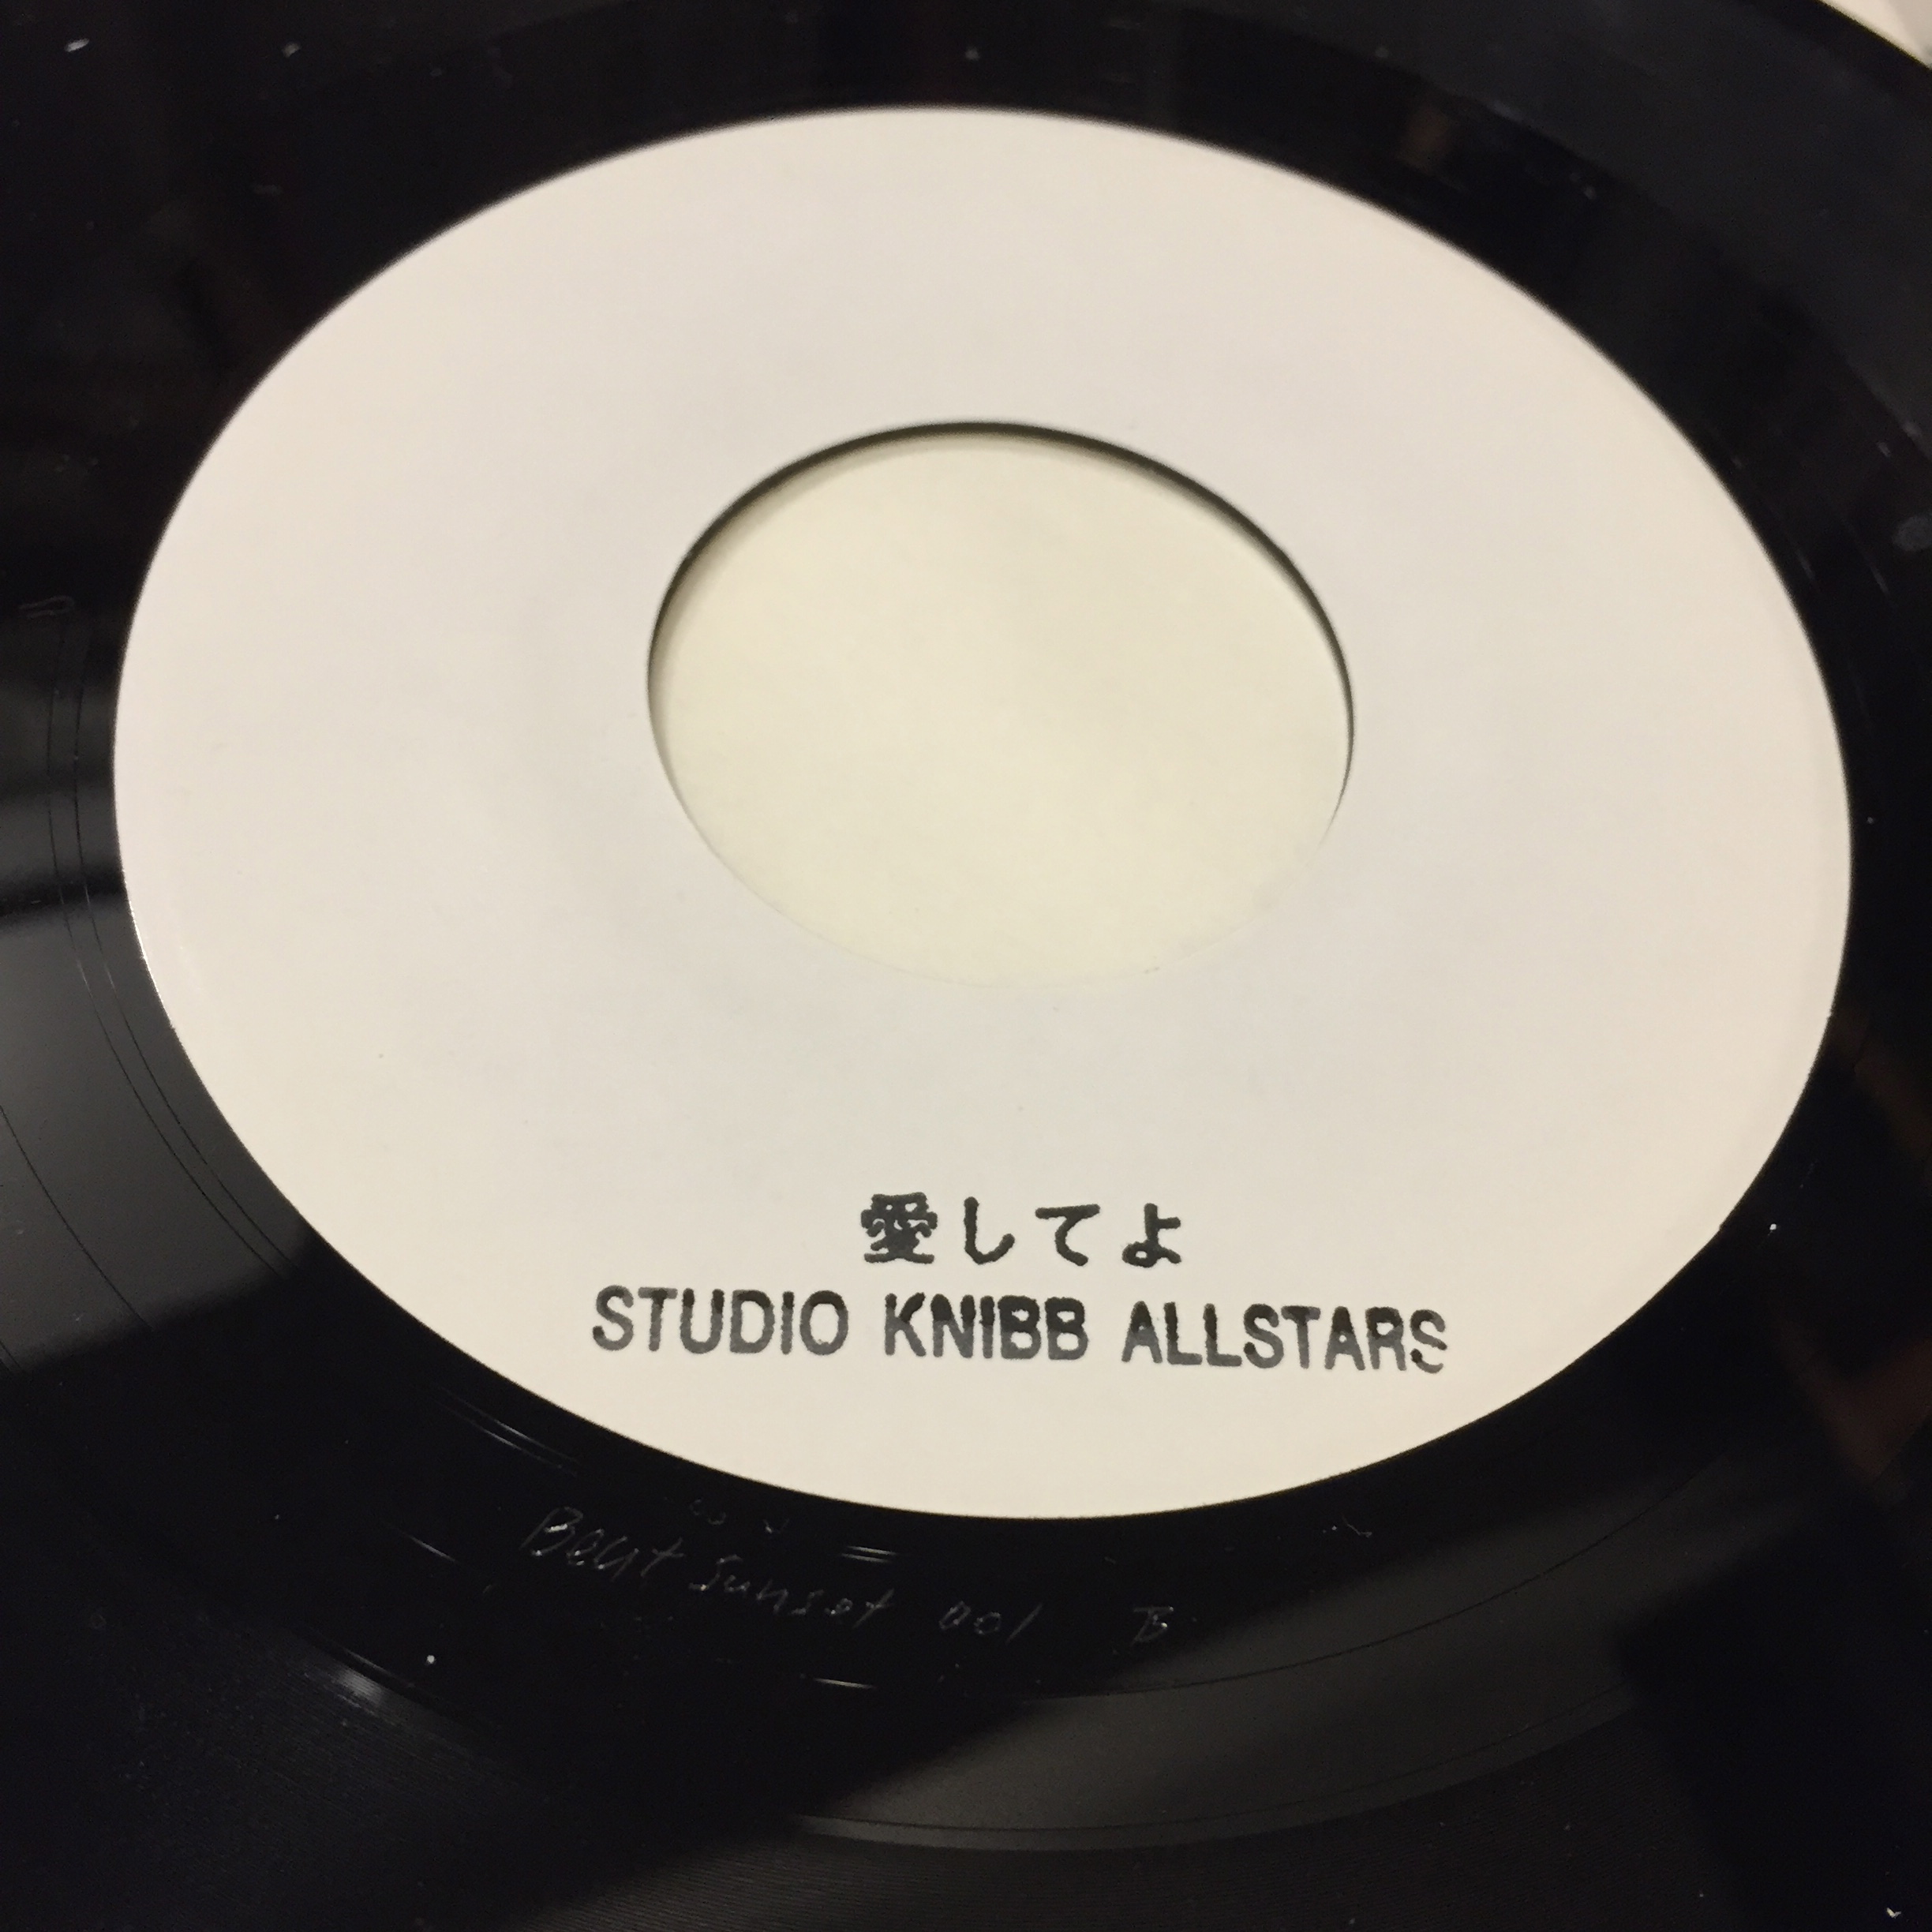 愛してよ
STUDIO KNIBB ALLSTARS
Beat Sunset 001 B